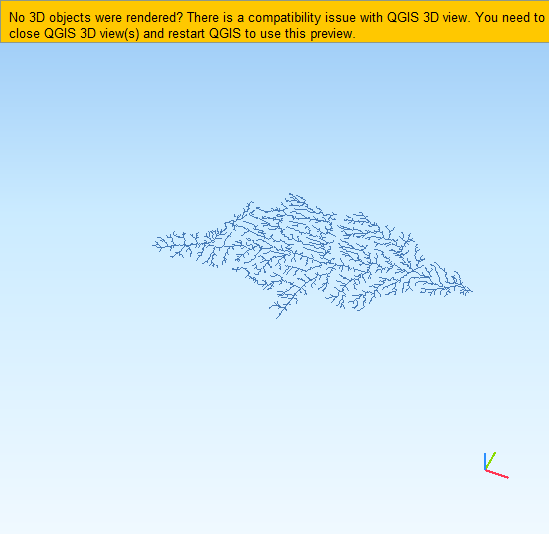 No 3D objects were rendered? There is a compatibility issue with QGIS 3D view. You need to
close QGIS 3D view(s) and restart QGIS to use this preview.